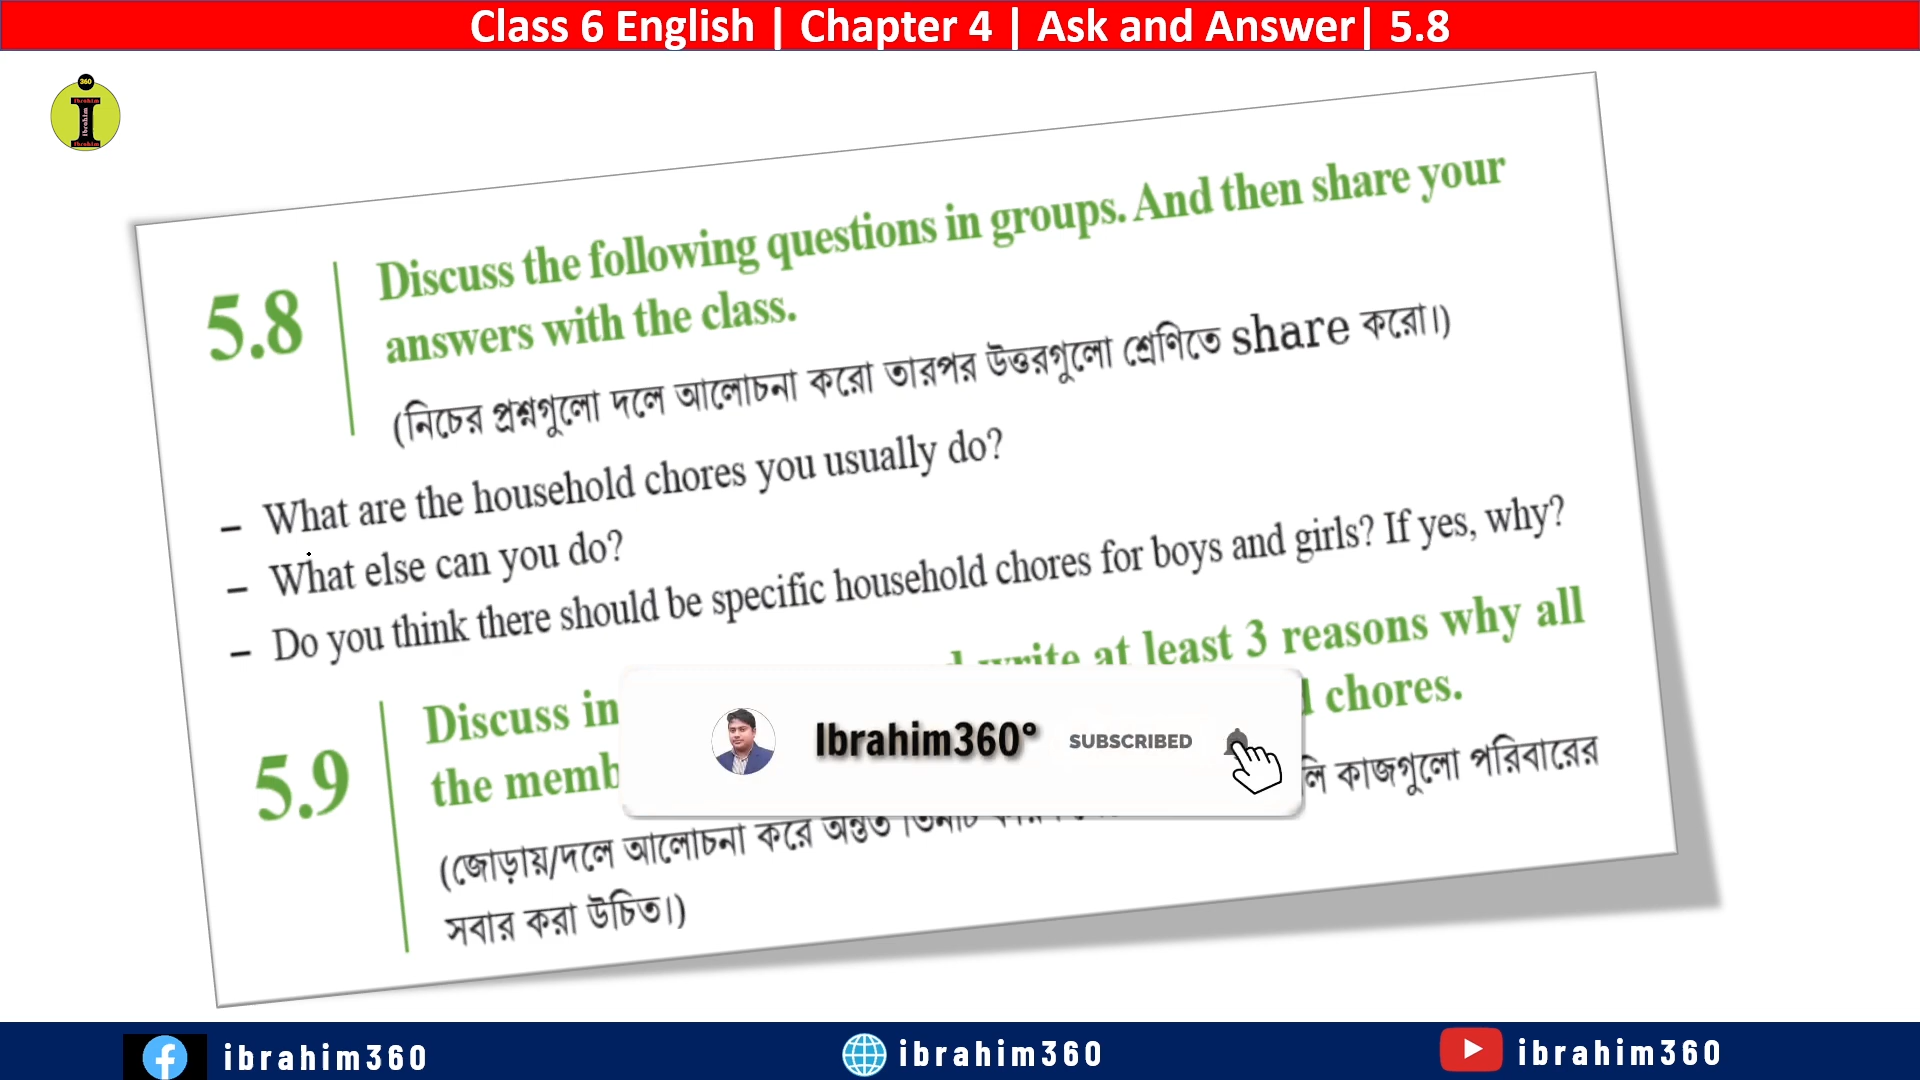 Class 6 English | Chapter 4 | Ask and Answer| 5.8
360
Ibrahim
Ibrahim
Ibrahim
5.8
Discuss the following questions in groups. And then share your
answers with the class.
(নিচের প্রশ্নগুলো দলে আলোচনা করো তারপর উত্তরগুলো শ্রেণিতে share করো।)
– What are the household chores you usually do?
– What else can you do?
– Do you think there should be specific household chores for boys and girls? If yes, why?
5.9
Discuss in write at least 3 reasons why all
the chores.
(জোড়ায়/দলে আলোচনা করে অন্তত তিনটি কাজগুলো পরিবারের
সবার করা উচিত।)
Ibrahim360°
SUBSCRIBED
ibrahim360
ibrahim360
ibrahim360